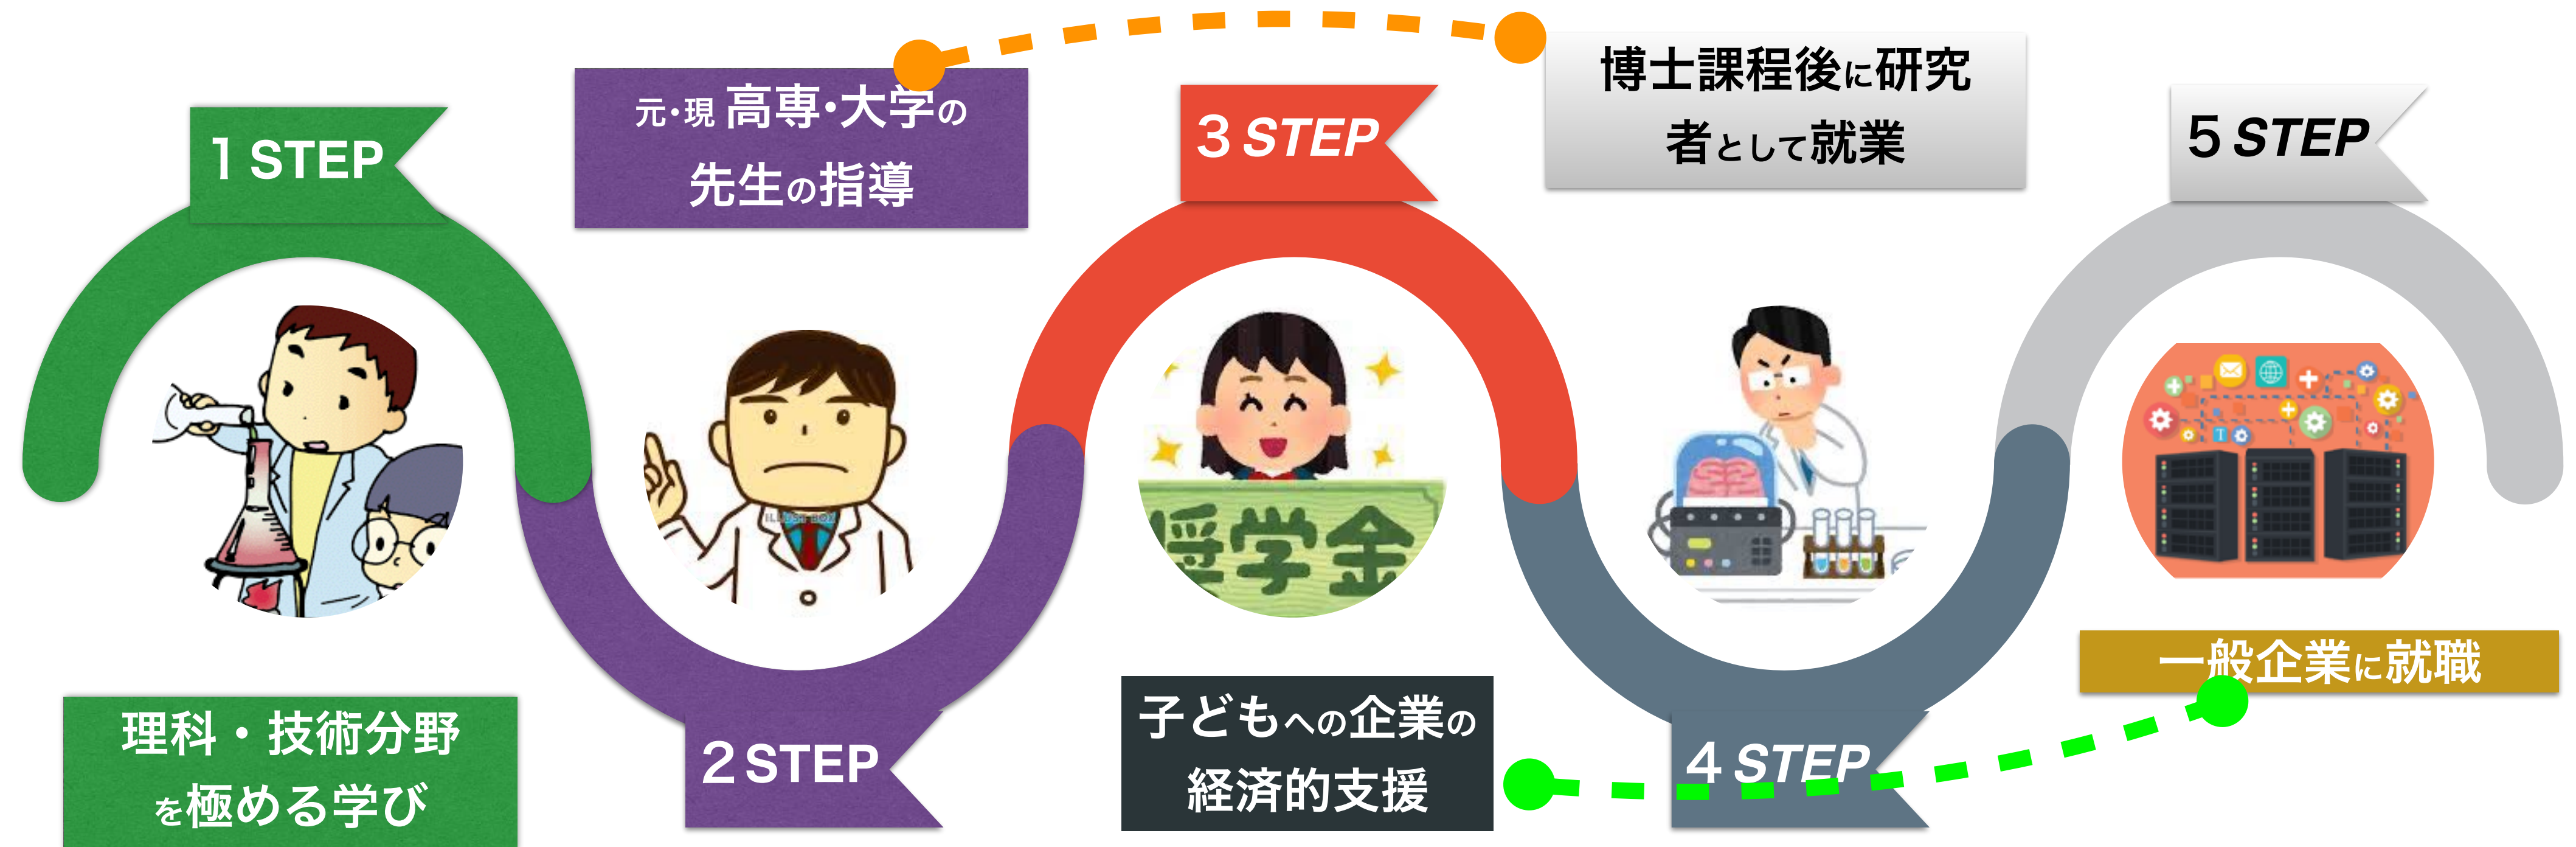 1 STEP
理科・技術分野
を極める学び
元・現 高専・大学の
先生の指導
ILLUST BOX
2 STEP
3 STEP
奨学金
子どもへの企業の
経済的支援
博士課程後に研究
者として就業
4 STEP
5 STEP
T
一般企業に就職